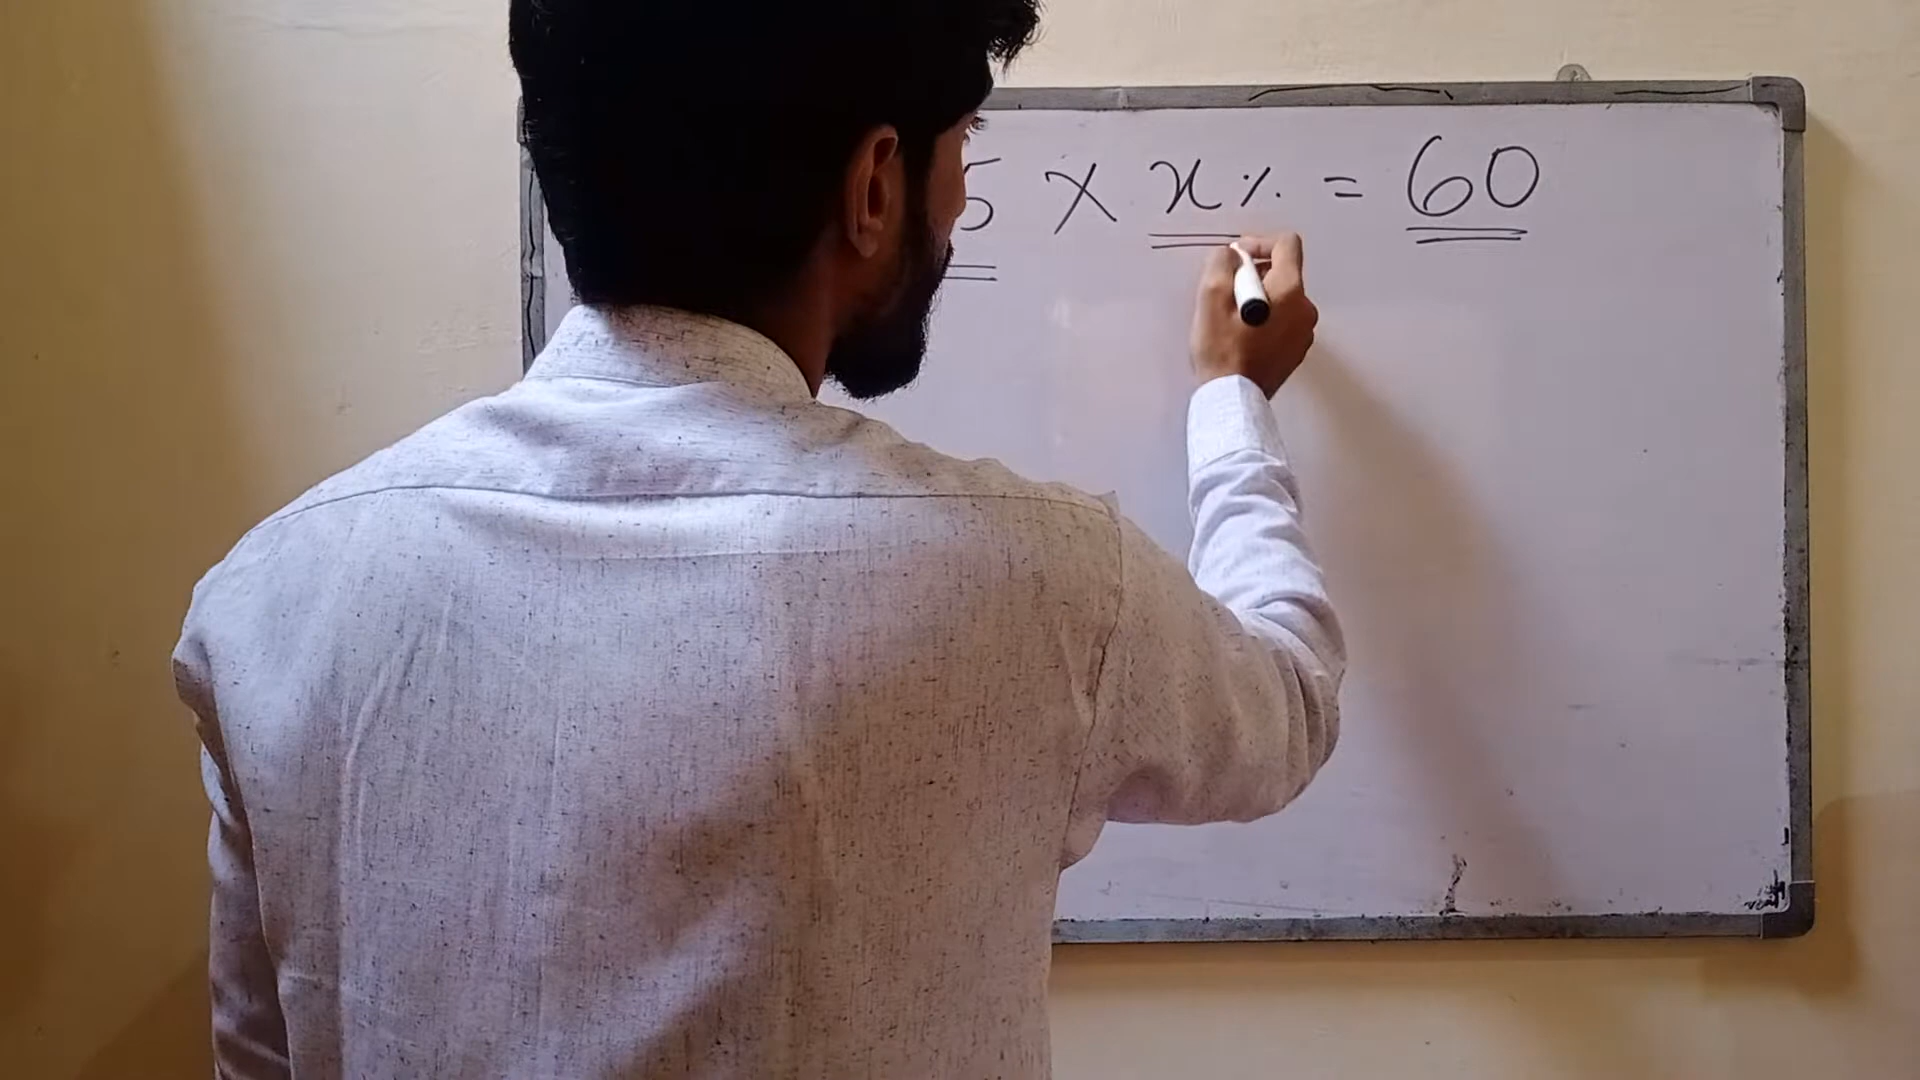 5 × x% = 60